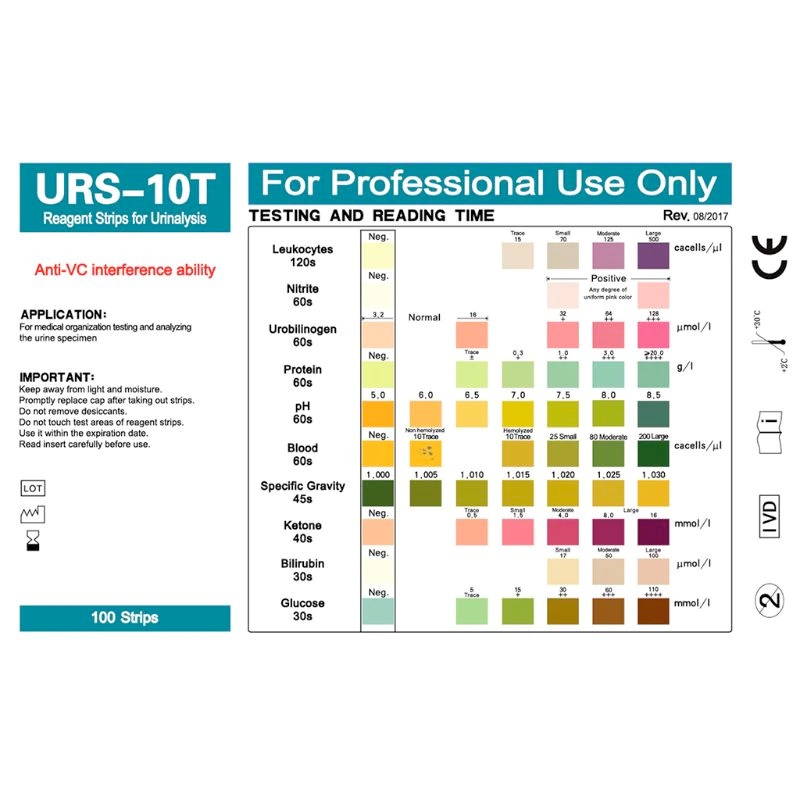 URS-10T
Reagent Strips for Urinalysis
Anti-VC interference ability
APPLICATION:
For medical organization testing and analyzing
the urine specimen
IMPORTANT:
Keep away from light and moisture.
Promptly replace cap after taking out strips.
Do not remove desiccants.
Do not touch test areas of reagent strips.
Use it within the expiration date.
Read insert carefully before use.
LOT
100 Strips
For Professional Use Only
TESTING AND READING TIME
Rev. 08/2017
Neg. Trace Small Moderate Large
Leukocytes 15 70 125 500 cacells/μl
120s
Neg. Positive
Nitrite Any degree of
60s uniform pink color
3.2 Normal 16 32 64 128
+ ++ +++
Urobilinogen μmol/l
60s
Neg. Trace 0.3 1.0 3.0 ≥20.0
± + ++ +++ ++++
Protein g/l
60s
5.0 6.0 6.5 7.0 7.5 8.0 8.5
pH
60s
Neg. Non hemolyzed Hemolyzed
10Trace 10Trace 25 Small 80 Moderate 200 Large
Blood cacells/μl
60s
1.000 1.005 1.010 1.015 1.020 1.025 1.030
Specific Gravity
45s
Neg. Trace Small Moderate Large
0.5 1.5 4.0 8.0 16
Ketone mmol/l
40s
Neg. Small Moderate Large
17 50 100
Bilirubin μmol/l
30s
Neg. 5 15 30 60 110
Trace + ++ +++ ++++
Glucose mmol/l
30s
CE
+30°C
+2°C
i
IVD
2